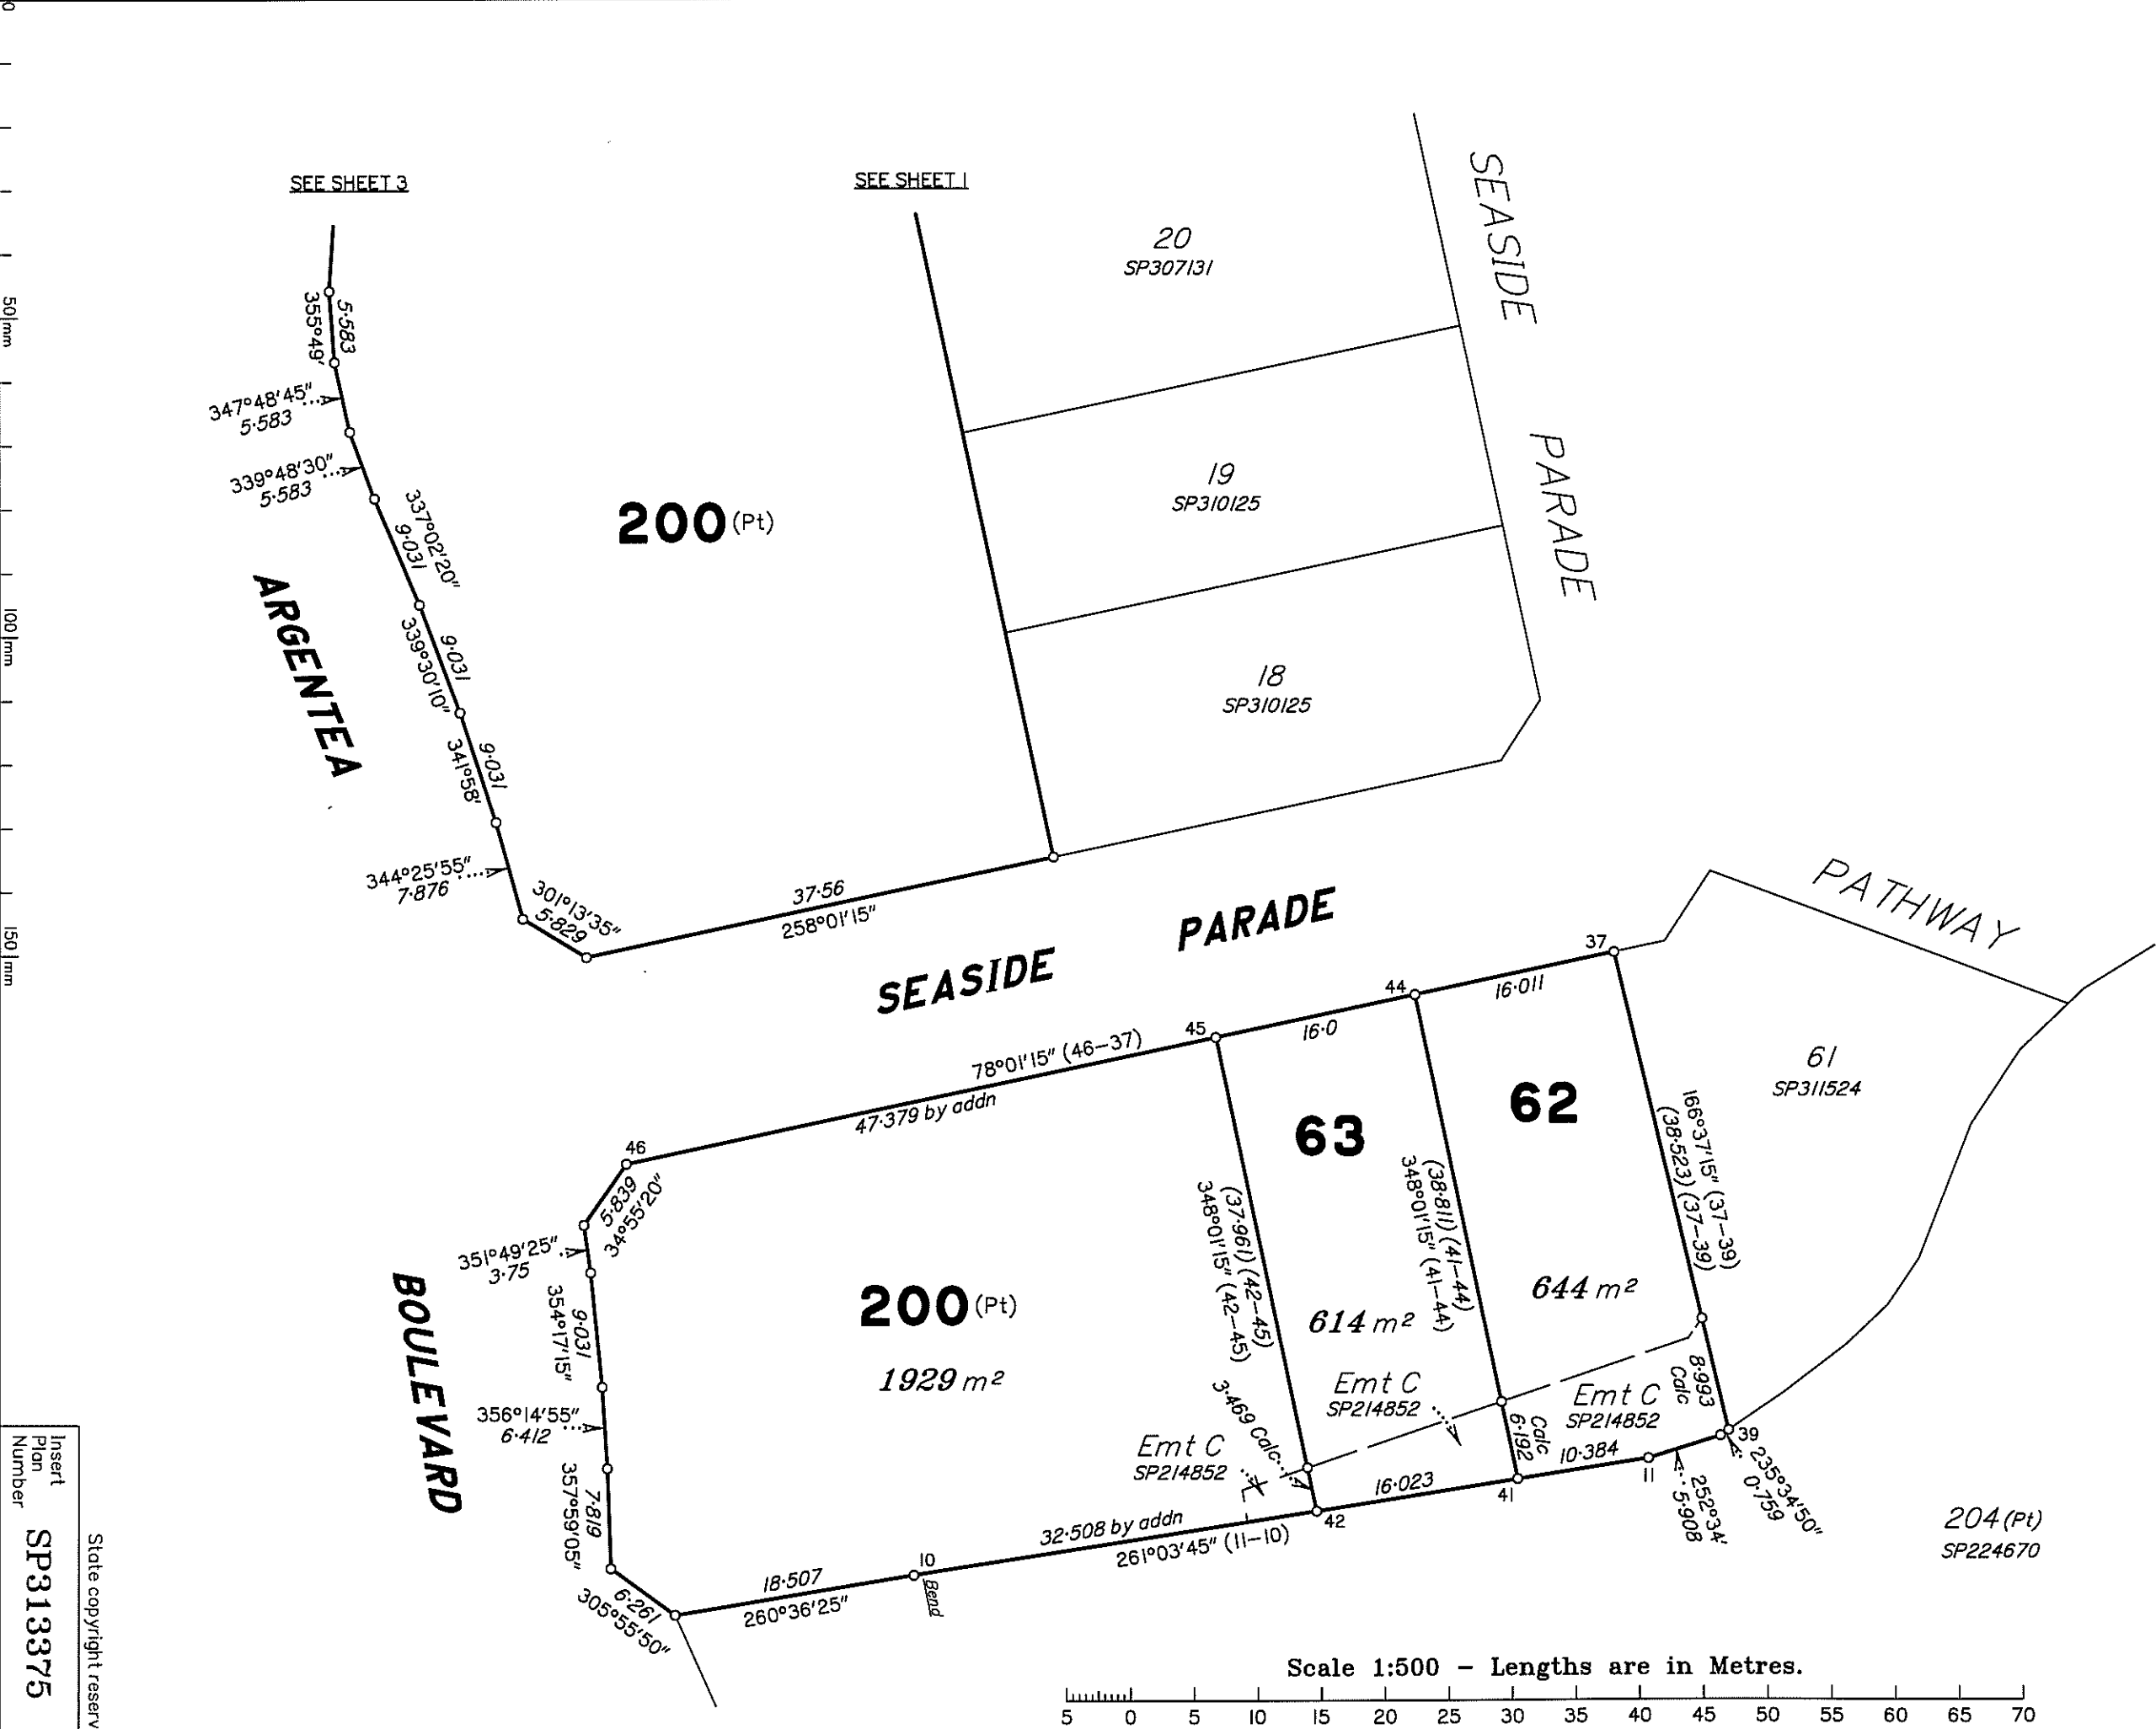 SEE SHEET 3
SEE SHEET 1
SEASIDE
PARADE
20
SP307131
19
SP310125
18
SP310125
200 (Pt)
5·583
355°49'
347°48'45"
5·583
339°48'30"
5·583
337°02'20"
9·031
9·031
339°30'10"
9·031
341°58'
344°25'55"
7·876
301°13'35"
5·829
37·56
258°01'15"
ARGENTEA
SEASIDE PARADE
PATHWAY
37
44
16·011
45
16·0
78°01'15" (46–37)
47·379 by addn
46
5·839
34°55'20"
351°49'25"
3·75
9·031
354°17'15"
356°14'55"
6·412
7·819
357°59'05"
6·261
305°55'50"
BOULEVARD
200 (Pt)
1929 m²
63
614 m²
62
644 m²
61
SP311524
(37·961) (42–45)
348°01'15" (42–45)
(38·811) (41–44)
348°01'15" (41–44)
166°37'15" (37–39)
(38·523) (37–39)
8·993
Calc
Emt C
SP214852
Emt C
SP214852
Emt C
SP214852
3·469 Calc
Calc
6·192
39
235°34'50"
0·759
252°34'
5·908
11
10·384
41
16·023
42
32·508 by addn
261°03'45" (11–10)
10
Bend
18·507
260°36'25"
204 (Pt)
SP224670
Scale 1:500 – Lengths are in Metres.
5 0 5 10 15 20 25 30 35 40 45 50 55 60 65 70
0
50 mm
100 mm
150 mm
State copyright reserv
Insert
Plan
Number
SP313375